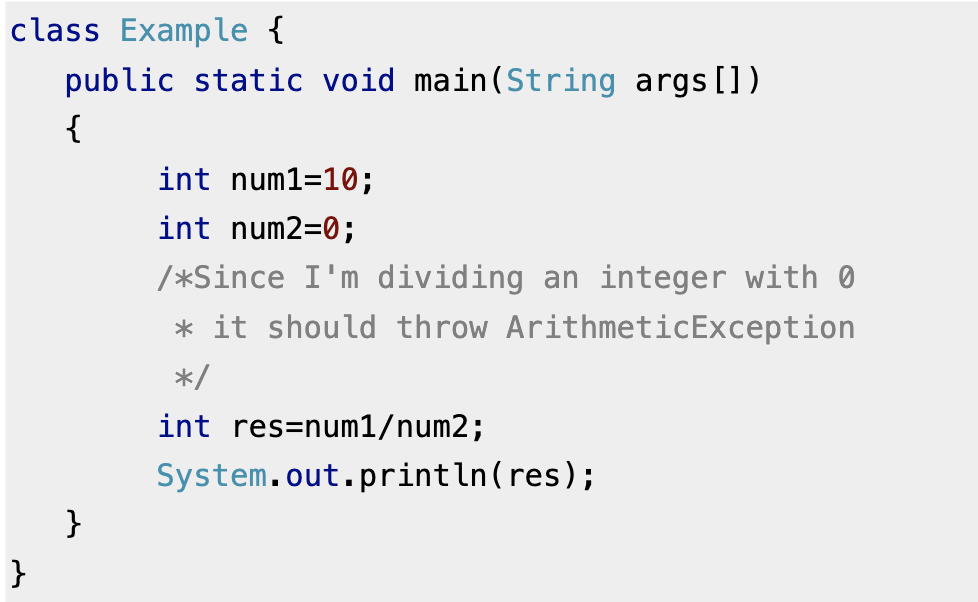 class Example {
   public static void main(String args[])
   {
        int num1=10;
        int num2=0;
        /*Since I'm dividing an integer with 0
         * it should throw ArithmeticException
         */
        int res=num1/num2;
        System.out.println(res);
   }
}